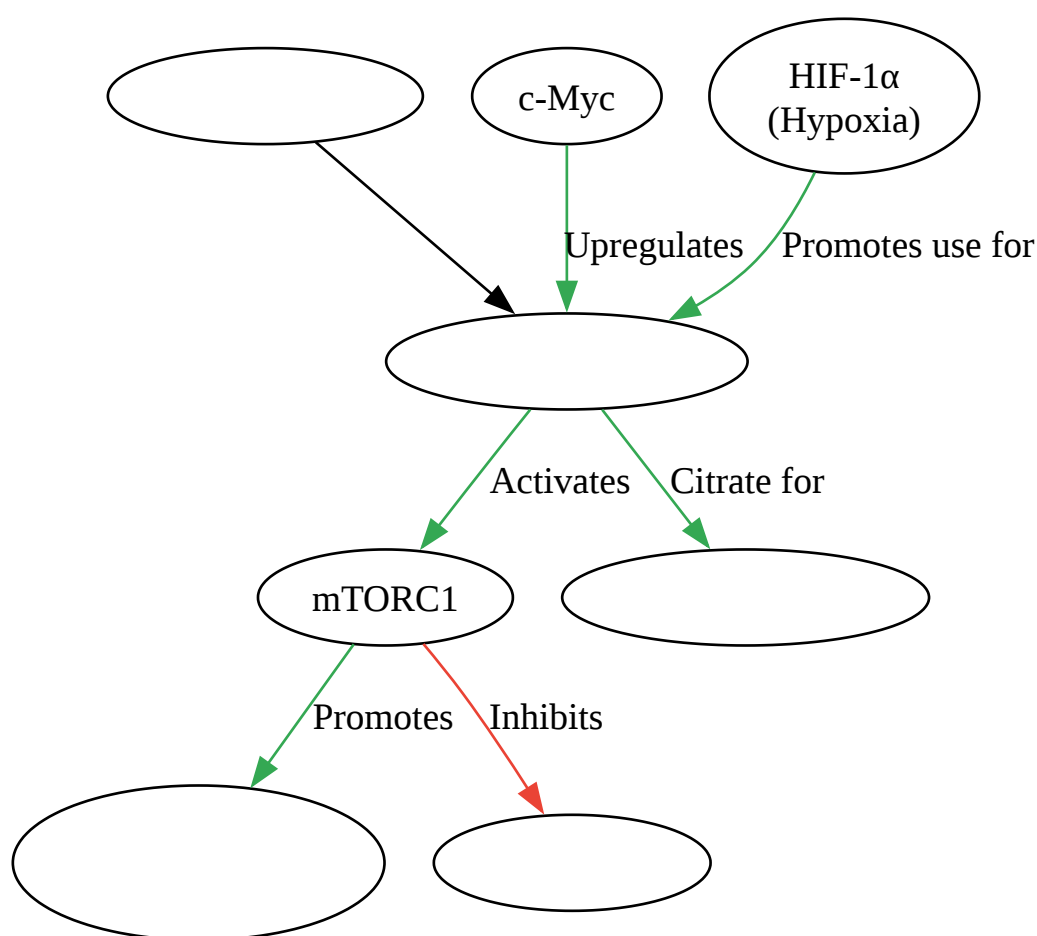 c-Myc
HIF-1α
(Hypoxia)
Upregulates
Promotes use for
Activates
Citrate for
mTORC1
Promotes
Inhibits